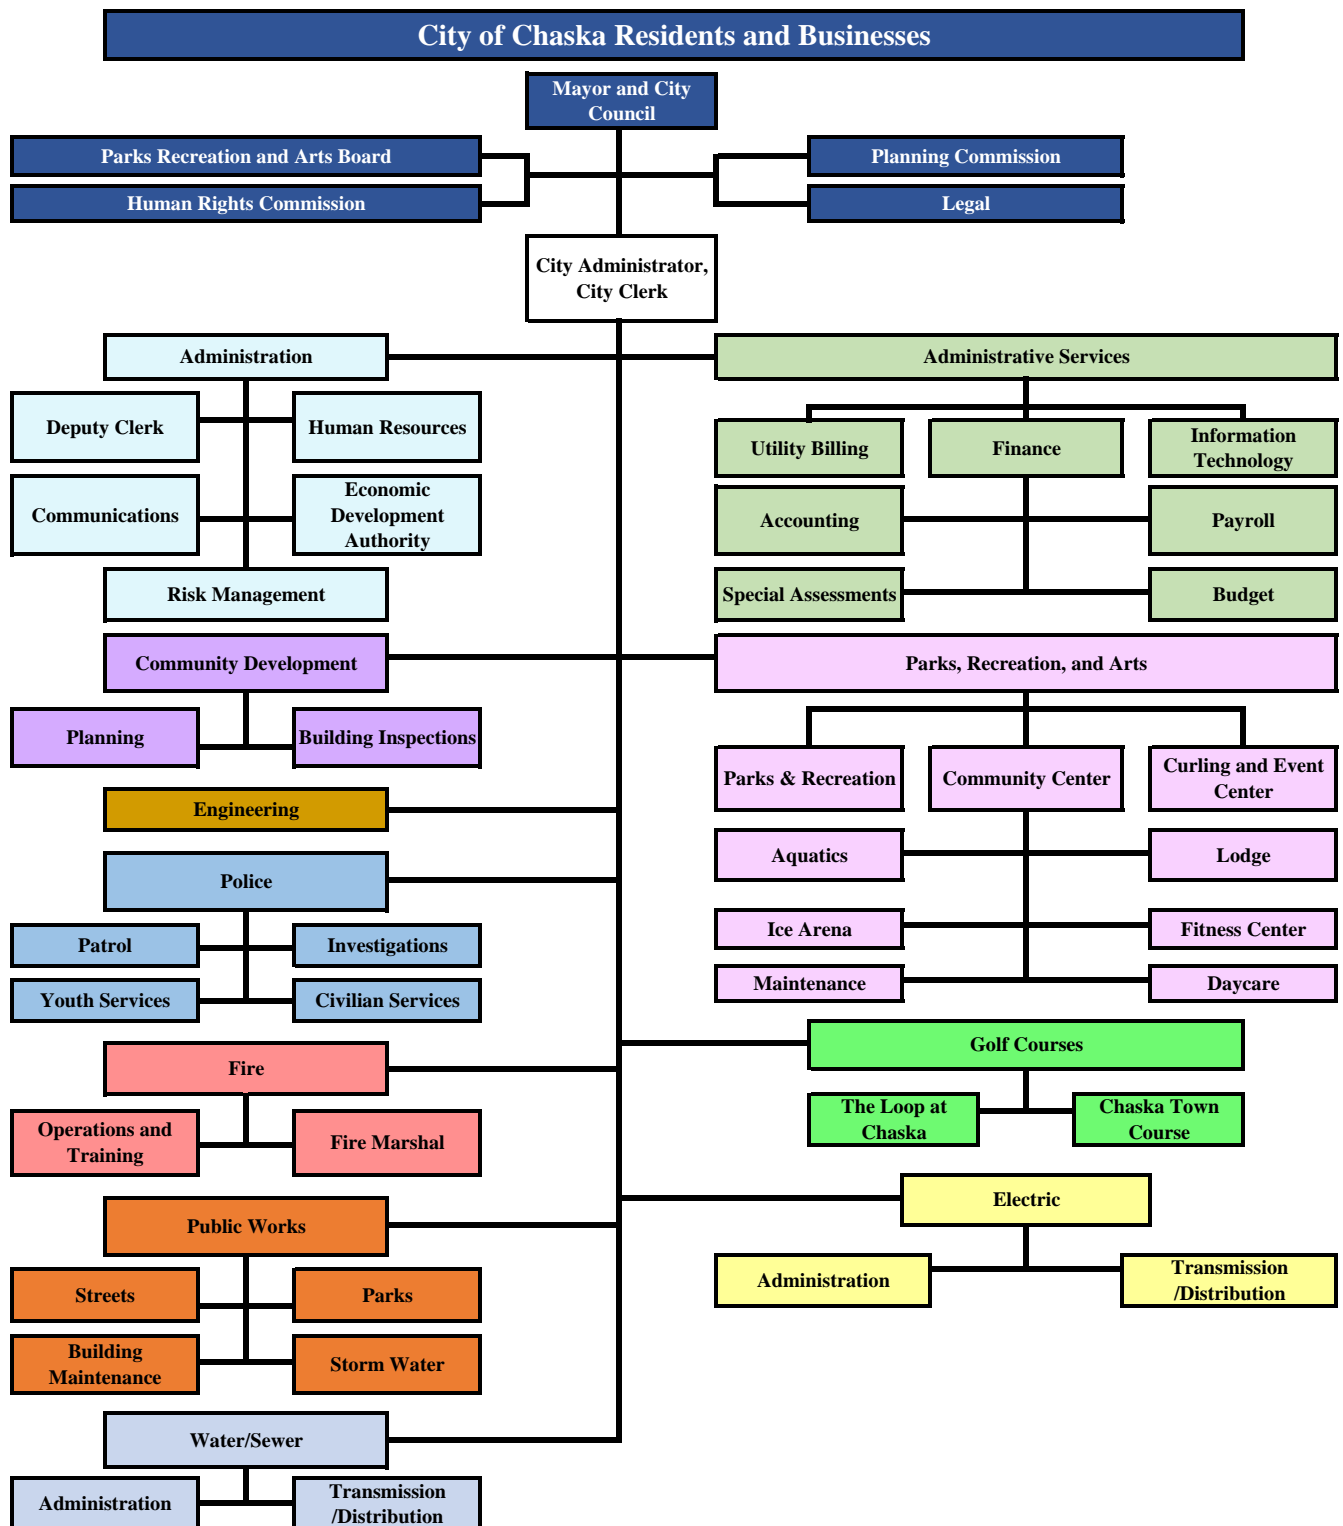 City of Chaska Residents and Businesses
Mayor and City
Council
Parks Recreation and Arts Board
Planning Commission
Human Rights Commission
Legal
City Administrator,
City Clerk
Administration
Administrative Services
Deputy Clerk
Human Resources
Utility Billing
Finance
Information
Technology
Communications
Economic
Development
Authority
Accounting
Payroll
Risk Management
Special Assessments
Budget
Community Development
Parks, Recreation, and Arts
Planning
Building Inspections
Parks & Recreation
Community Center
Curling and Event
Center
Engineering
Aquatics
Lodge
Police
Patrol
Investigations
Ice Arena
Fitness Center
Youth Services
Civilian Services
Maintenance
Daycare
Fire
Golf Courses
Operations and
Training
Fire Marshal
The Loop at
Chaska
Chaska Town
Course
Public Works
Electric
Streets
Parks
Administration
Transmission
/Distribution
Building
Maintenance
Storm Water
Water/Sewer
Administration
Transmission
/Distribution